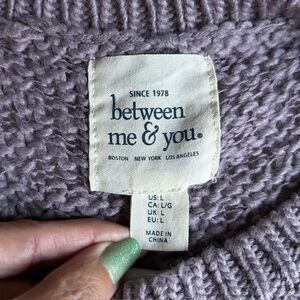 SINCE 1978
between
me & you®
BOSTON NEW YORK LOS ANGELES
US: L
CA: L/G
UK: L
EU: L
MADE IN
CHINA